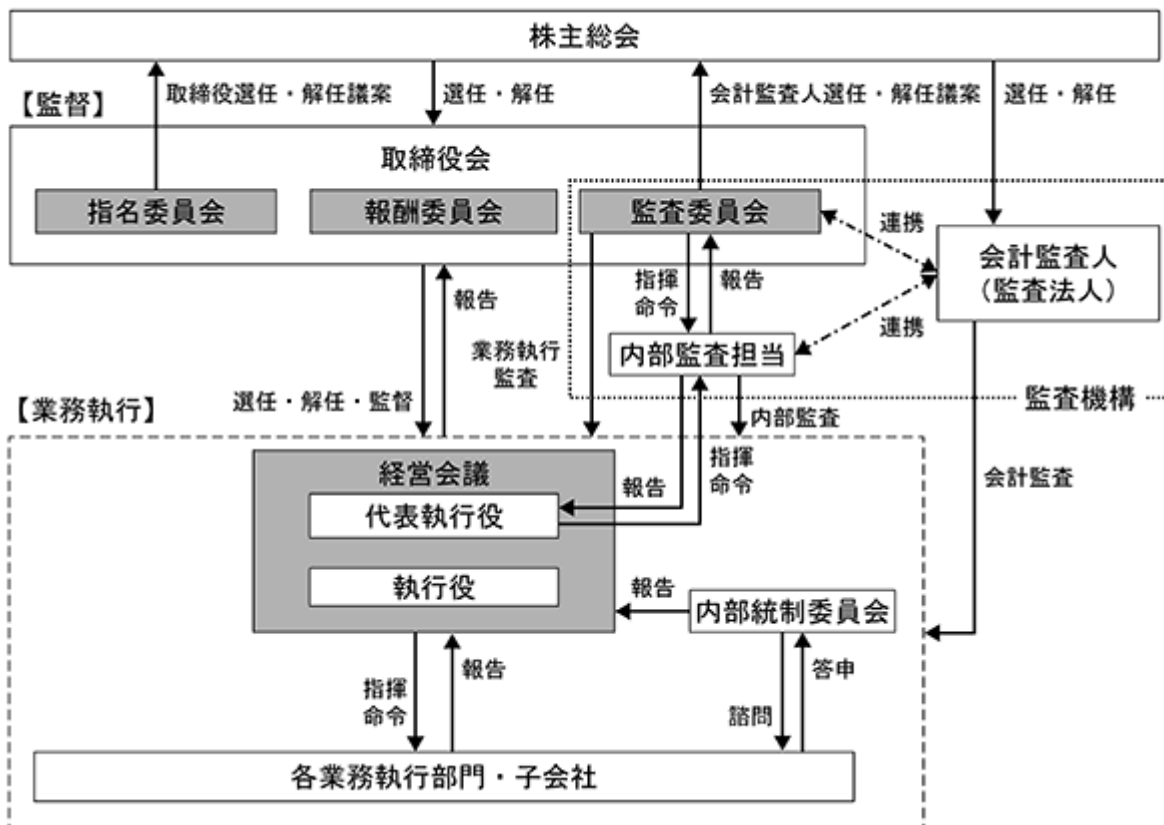 株主総会
取締役選任・解任議案
選任・解任
会計監査人選任・解任議案
選任・解任
【監督】
取締役会
指名委員会
報酬委員会
監査委員会
連携
会計監査人
（監査法人）
指揮
命令
報告
報告
連携
内部監査担当
業務執行
監査
監査機構
選任・解任・監督
【業務執行】
内部監査
経営会議
報告
指揮
命令
会計監査
代表執行役
執行役
報告
内部統制委員会
報告
答申
指揮
命令
諮問
各業務執行部門・子会社